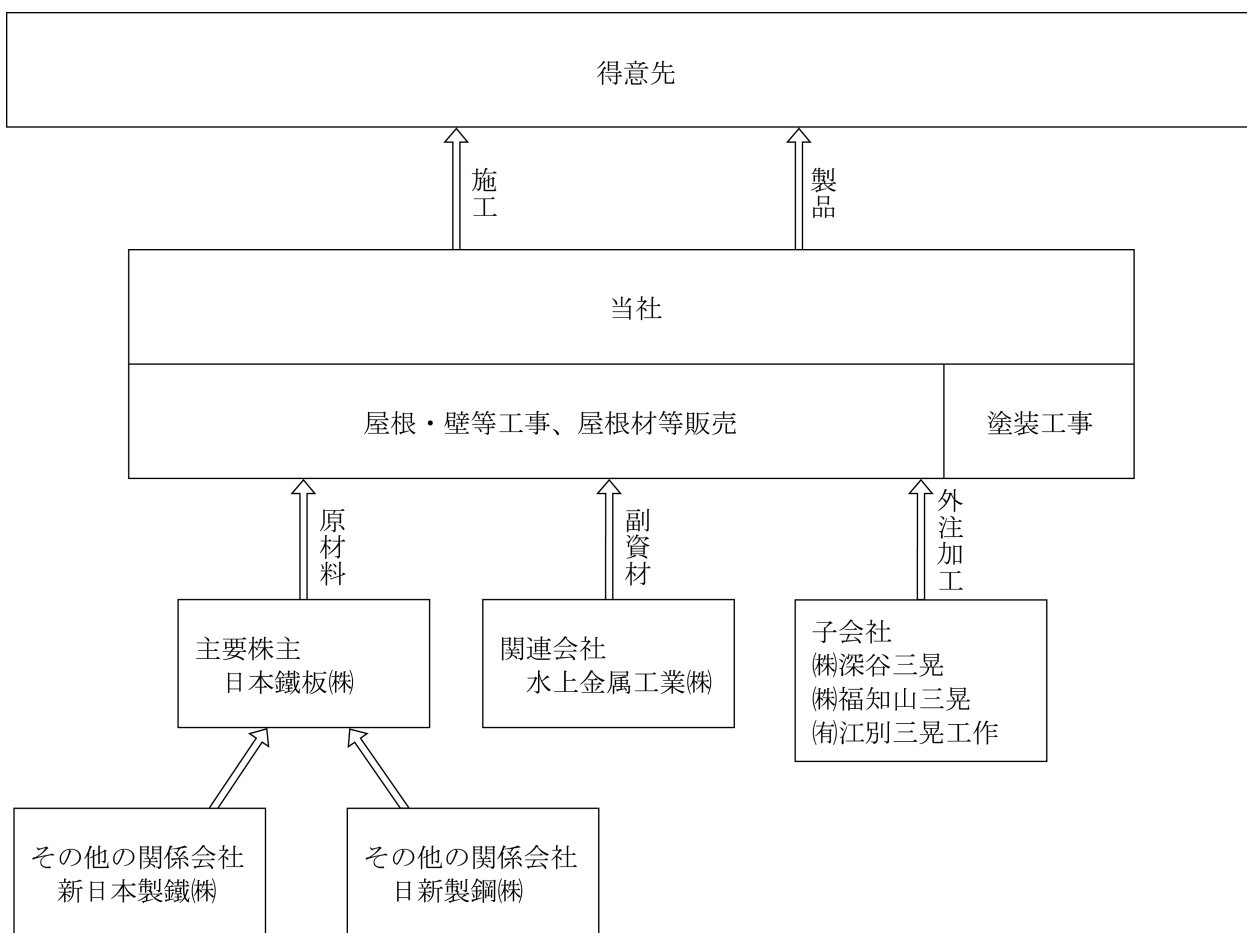 得意先
施工
製品
当社
屋根・壁等工事、屋根材等販売
塗装工事
原材料
副資材
外注加工
主要株主
日本鐵板㈱
関連会社
水上金属工業㈱
子会社
㈱深谷三晃
㈱福知山三晃
㈲江別三晃工作
その他の関係会社
新日本製鐵㈱
その他の関係会社
日新製鋼㈱